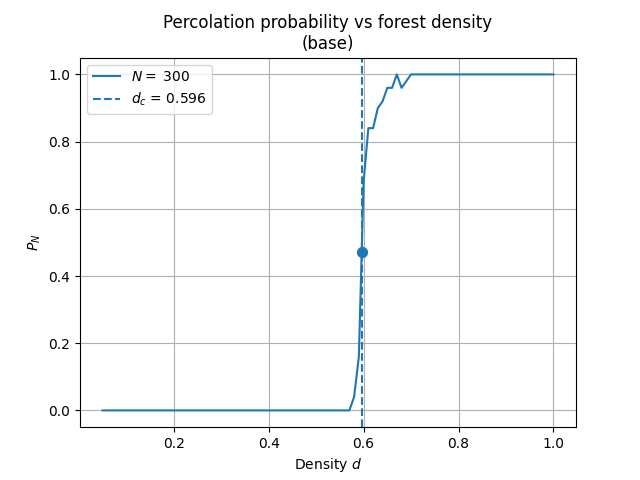 Percolation probability vs forest density
(base)
N = 300
d_c = 0.596
1.0
0.8
0.6
0.4
0.2
0.0
P_N
0.2 0.4 0.6 0.8 1.0
Density d